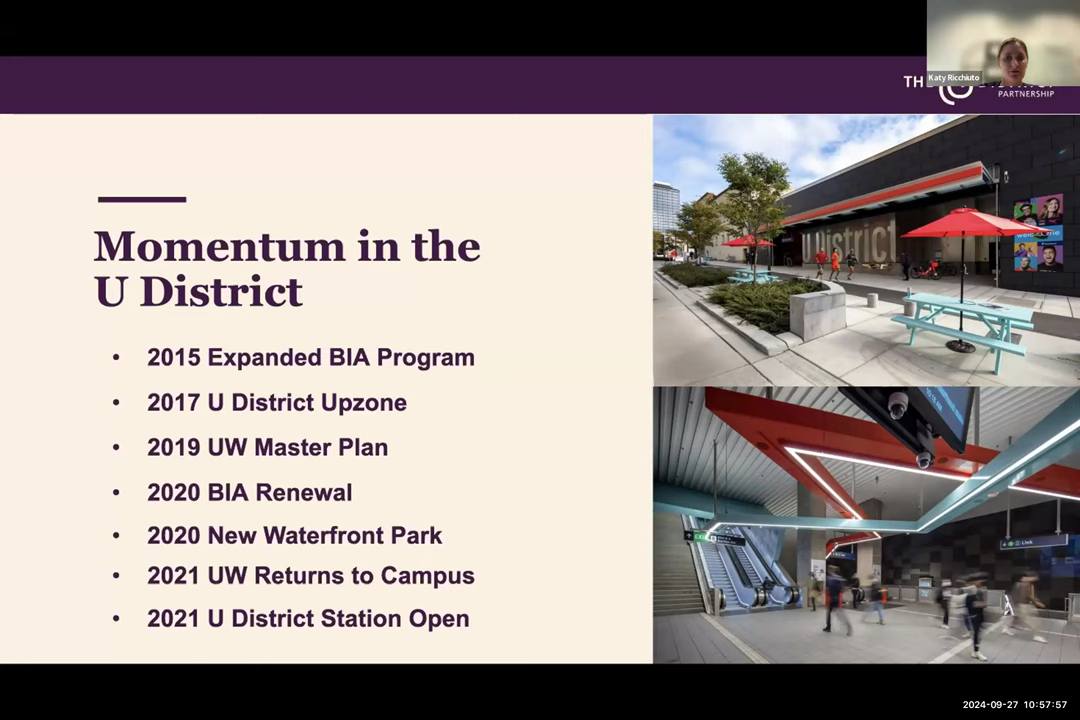 Katy Ricchiuto
TH
PARTNERSHIP
Momentum in the
U District
• 2015 Expanded BIA Program
• 2017 U District Upzone
• 2019 UW Master Plan
• 2020 BIA Renewal
• 2020 New Waterfront Park
• 2021 UW Returns to Campus
• 2021 U District Station Open
U District
Link
2024-09-27 10:57:57